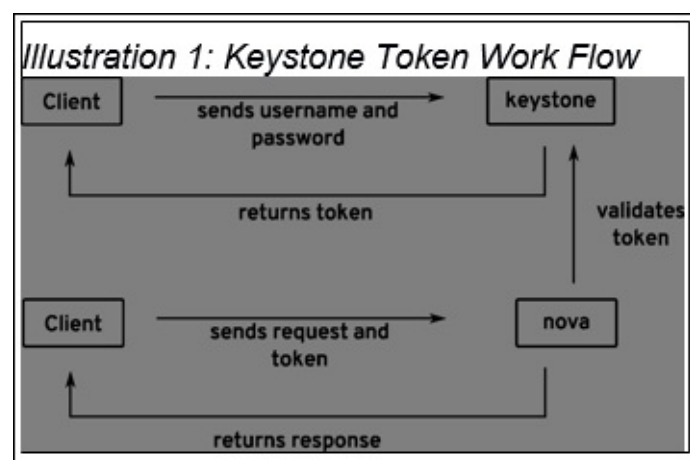 Illustration 1: Keystone Token Work Flow
Client
sends username and
password
keystone
returns token
validates
token
Client
sends request and
token
nova
returns response